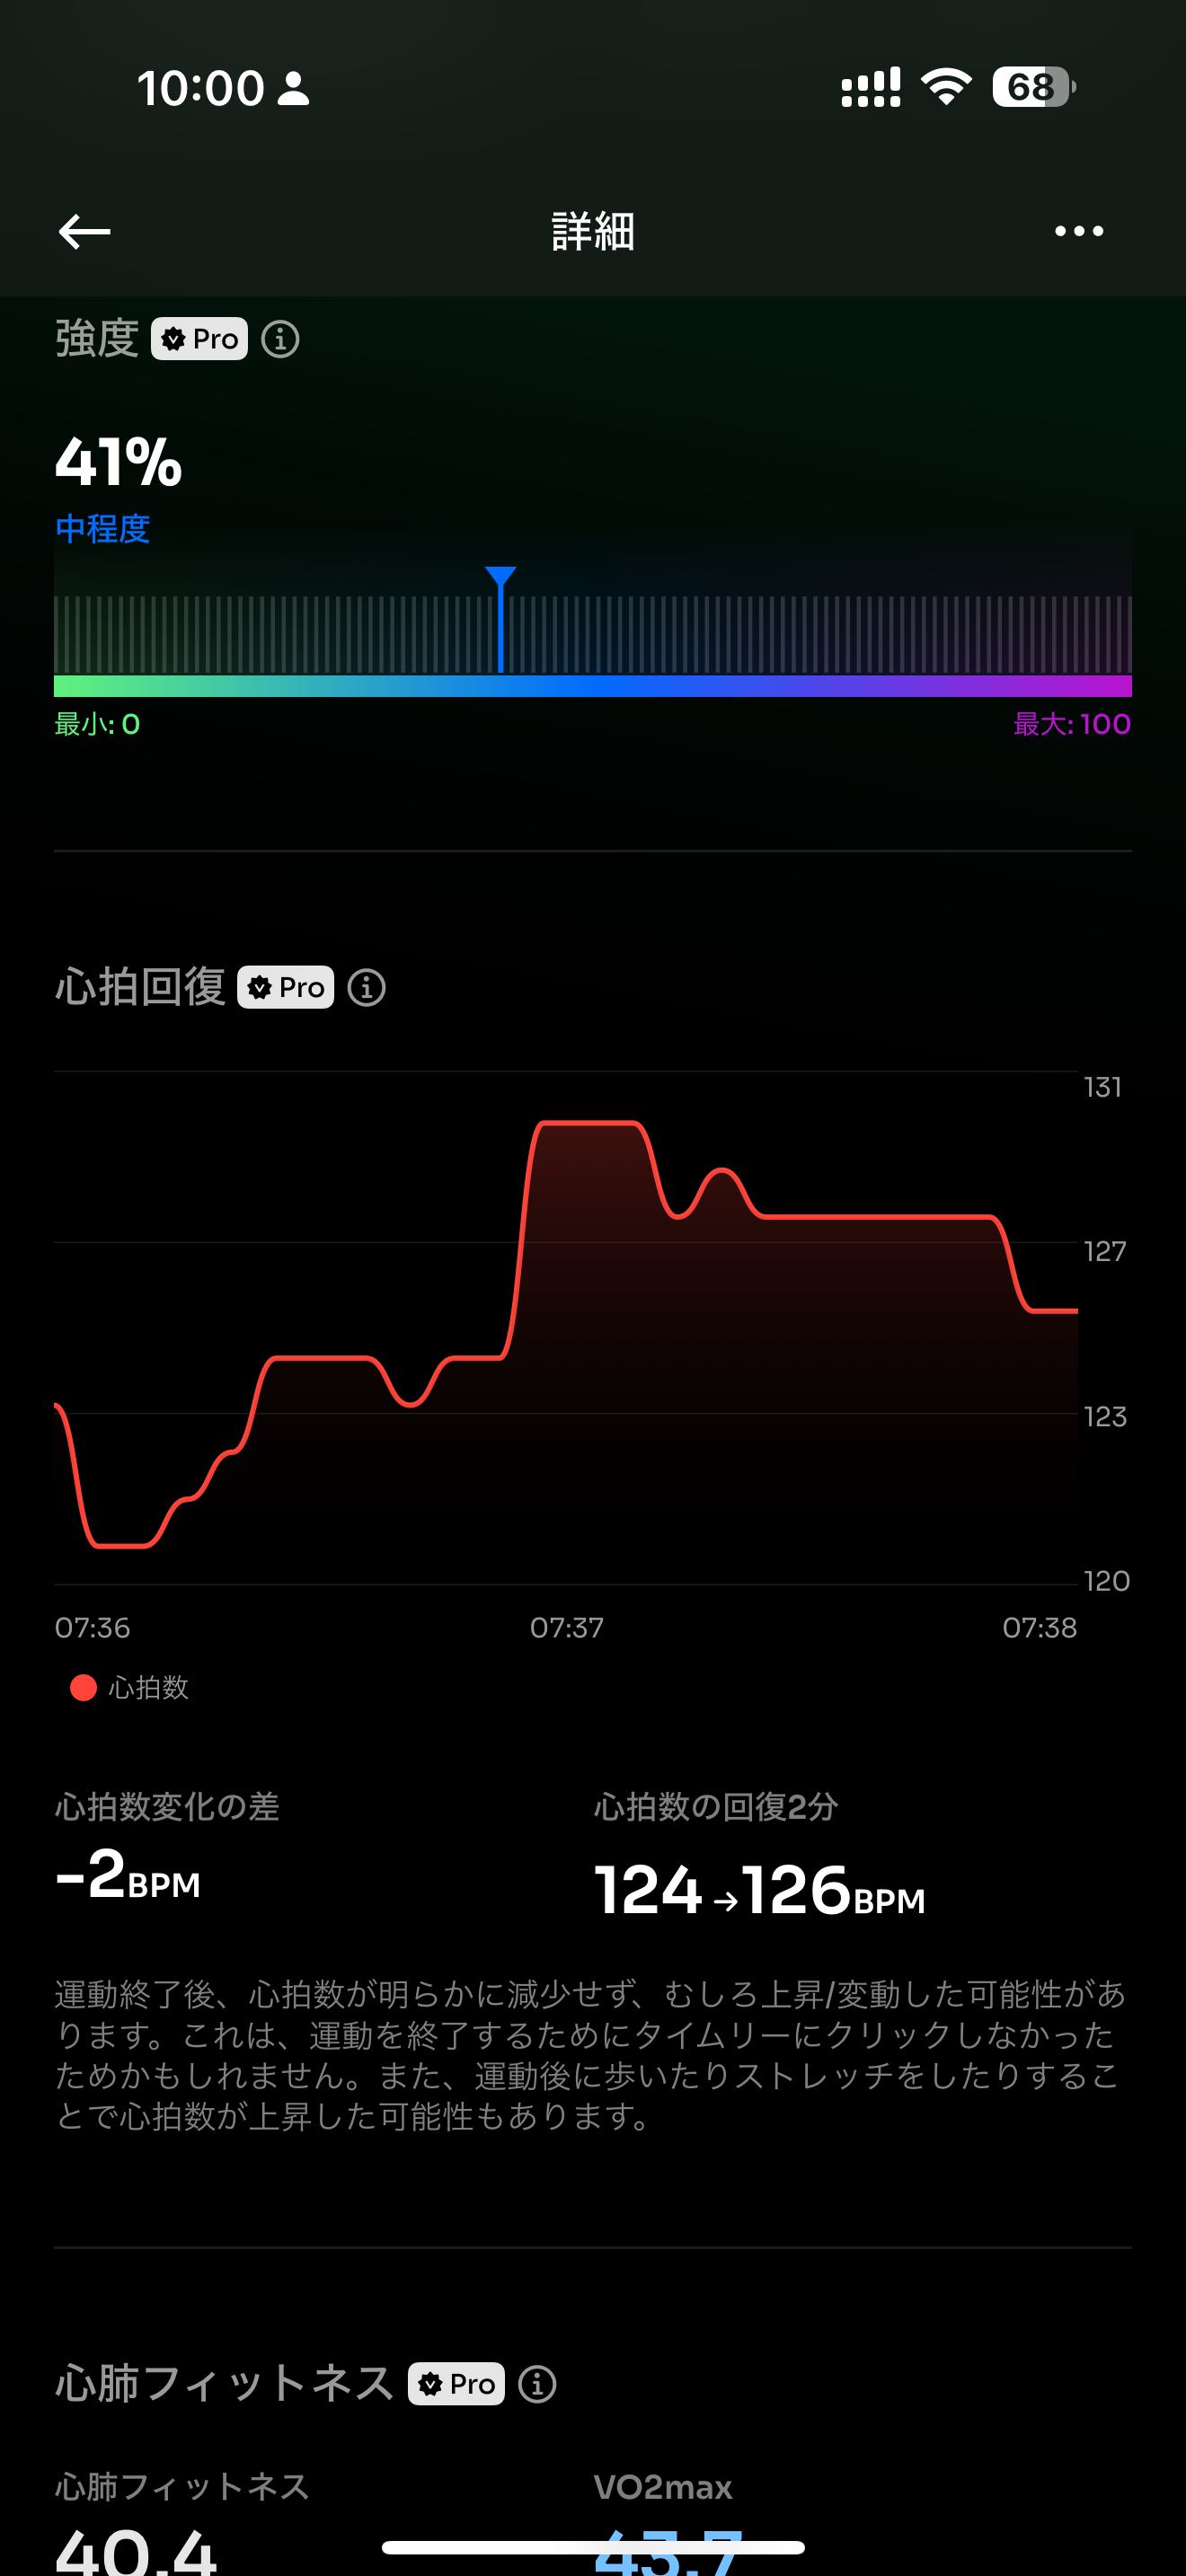 10:00
68
詳細
強度 Pro
41%
中程度
最小: 0
最大: 100
心拍回復 Pro
131
127
123
120
07:36
07:37
07:38
心拍数
心拍数変化の差
心拍数の回復2分
-2BPM
124→126BPM
運動終了後、心拍数が明らかに減少せず、むしろ上昇/変動した可能性があ
ります。これは、運動を終了するためにタイムリーにクリックしなかった
ためかもしれません。また、運動後に歩いたりストレッチをしたりするこ
とで心拍数が上昇した可能性もあります。
心肺フィットネス Pro
心肺フィットネス
VO2max
40.4